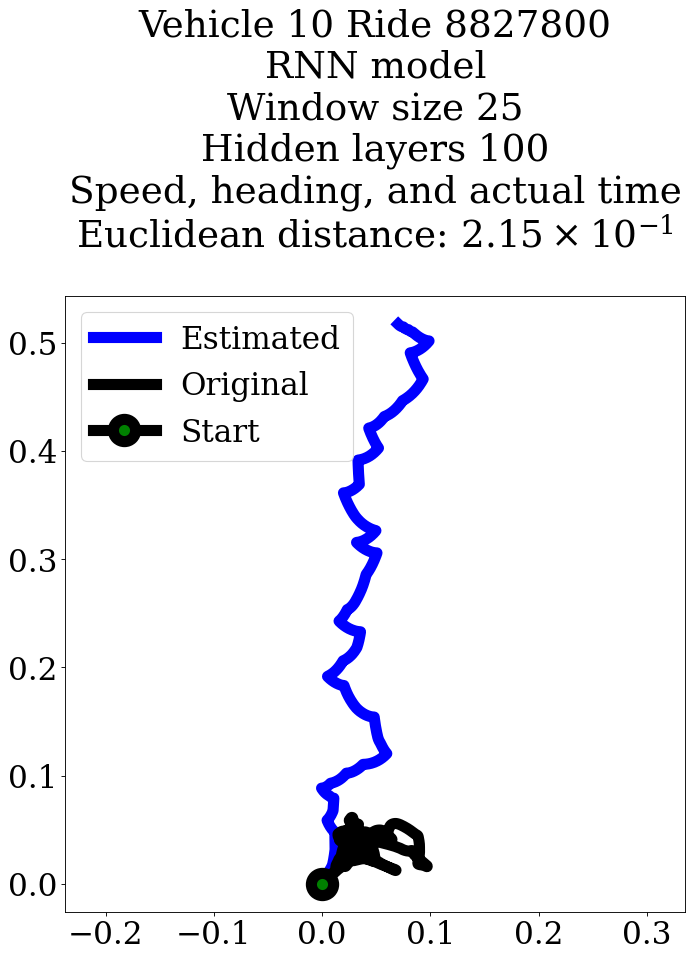 Vehicle 10 Ride 8827800
RNN model
Window size 25
Hidden layers 100
Speed, heading, and actual time
Euclidean distance: 2.15 × 10⁻¹
Estimated
Original
Start
0.5
0.4
0.3
0.2
0.1
0.0
−0.2 −0.1 0.0 0.1 0.2 0.3